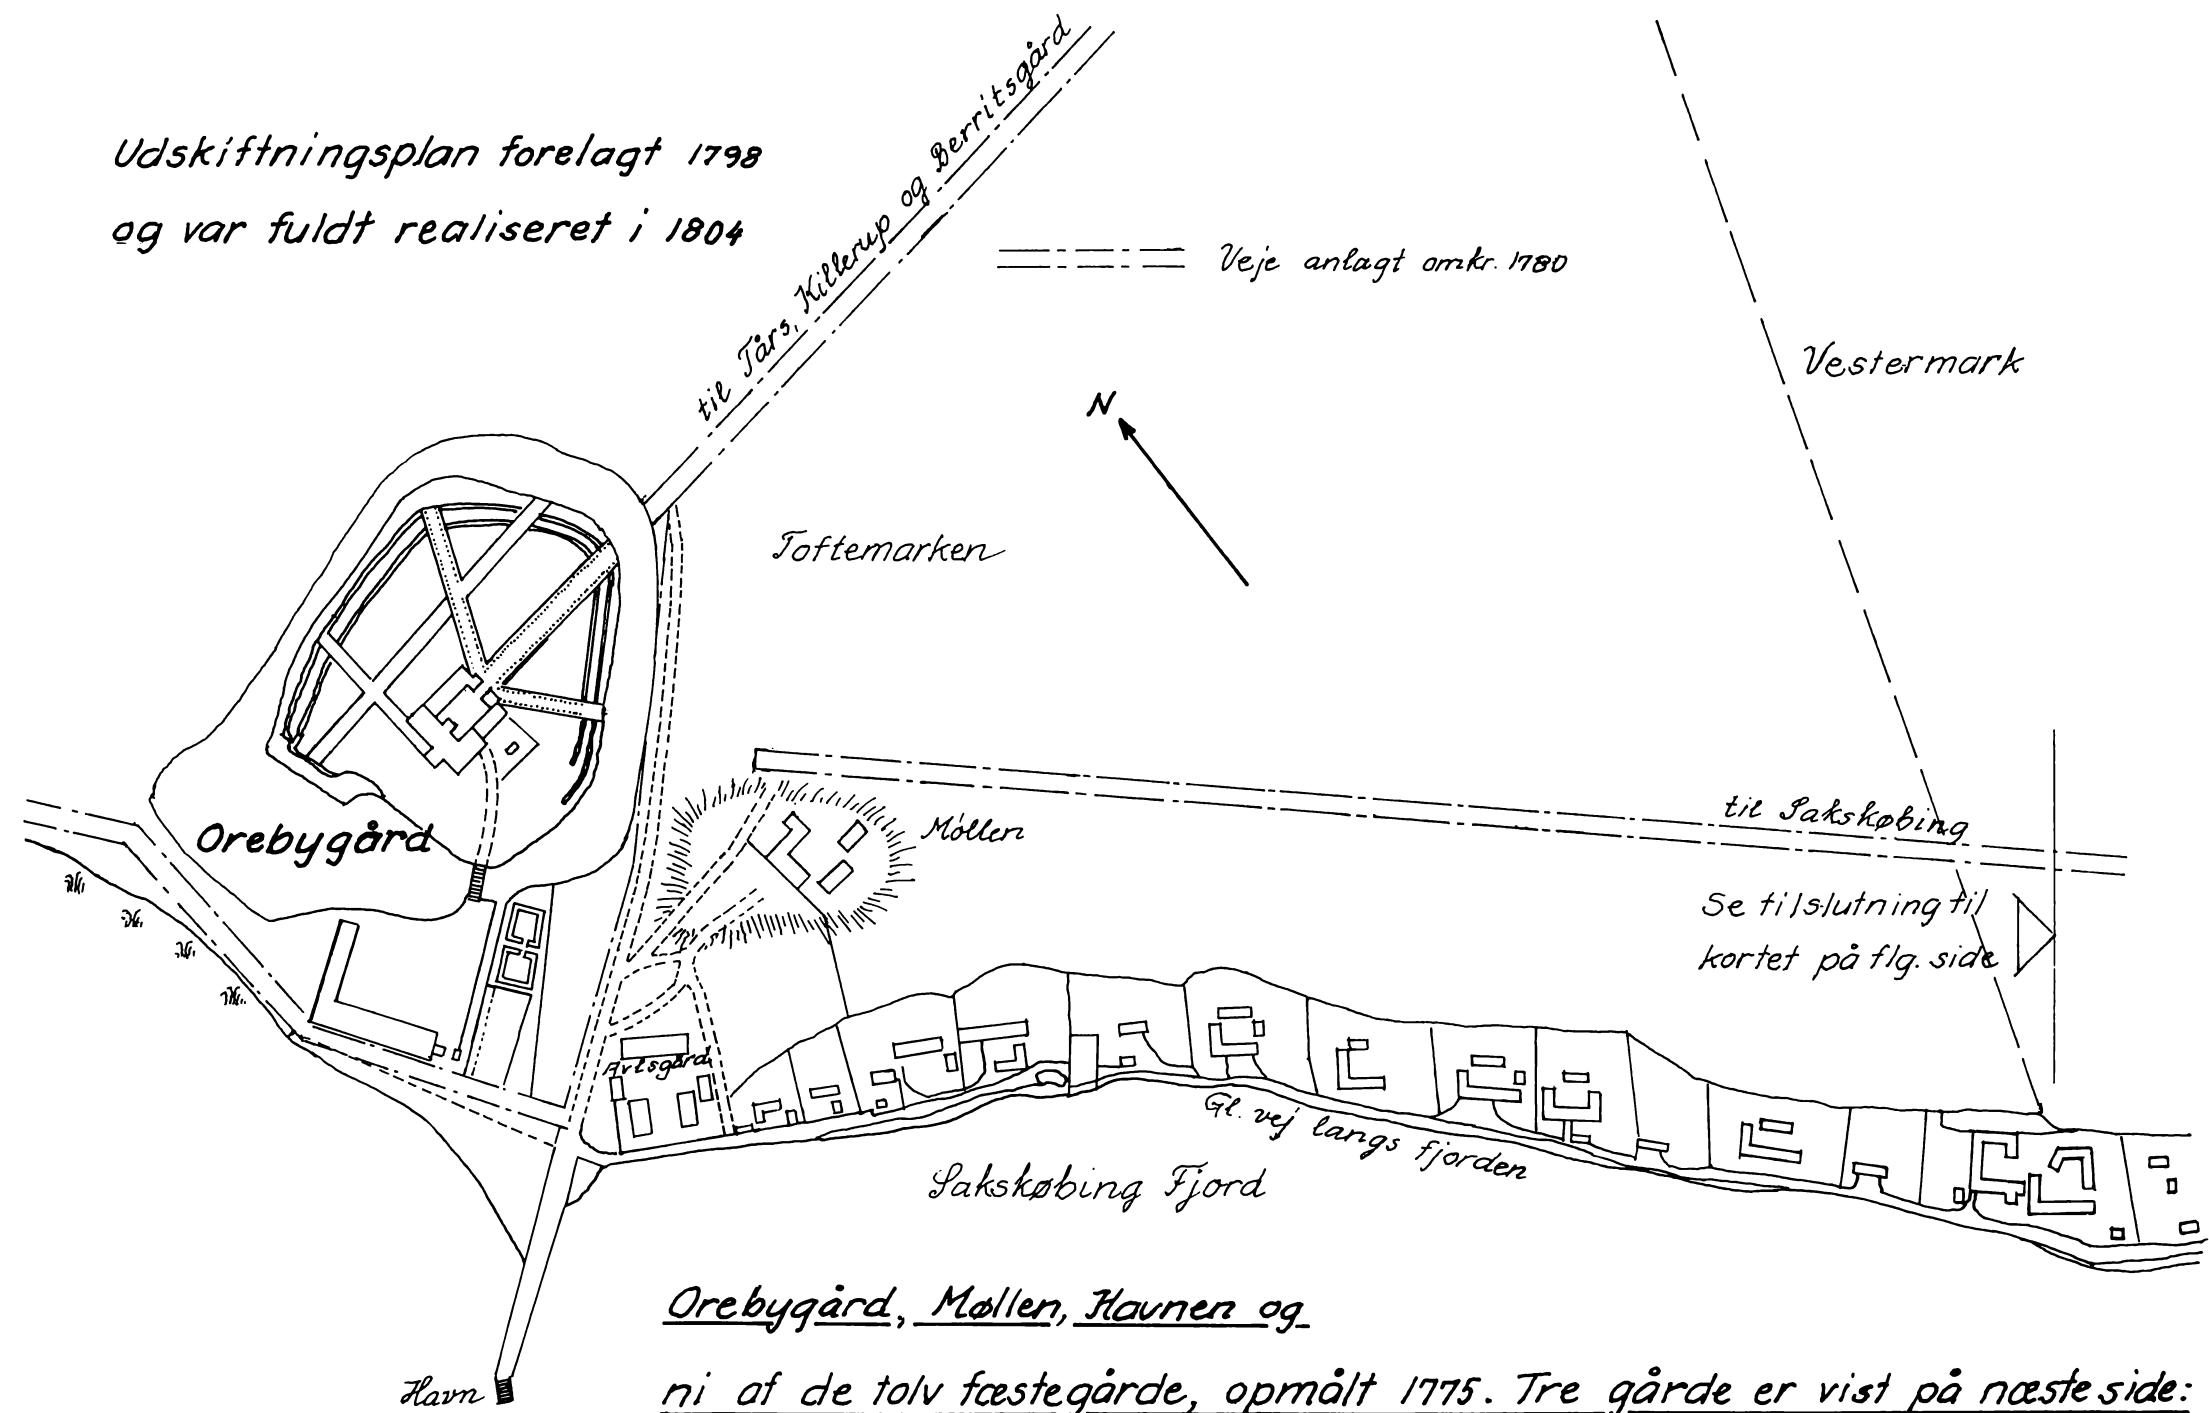 Udskiftningsplan forelagt 1798
og var fuldt realiseret i 1804
til Tårs, Killerup og Berritsgård
Veje anlagt omkr. 1780
Vestermark
N
Toftemarken
til Sakskøbing
Møllen
Orebygård
Se tilslutning til
kortet på flg. side
Avlsgård
Gl. vej langs fjorden
Sakskøbing Fjord
Orebygård, Møllen, Havnen og
Havn
ni af de tolv fæstegårde, opmålt 1775. Tre gårde er vist på næste side: